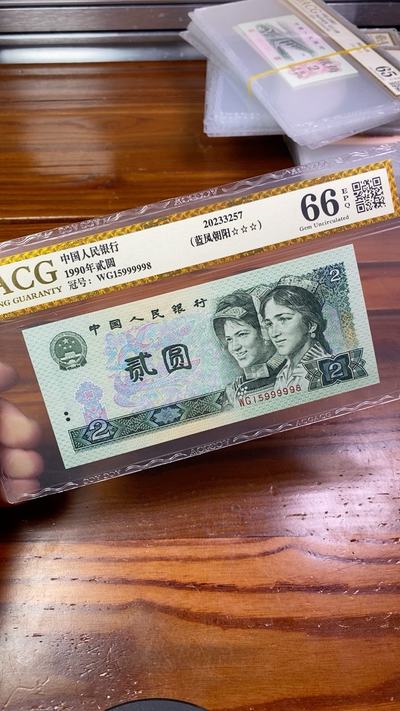 65
ACG
NG GUARANTY
中国人民银行
1990年贰圆
冠号：WG15999998
20233257
(蓝凤朝阳☆☆☆)
66
EPQ
Gem Uncirculated
中国人民银行
贰圆
2
2
2
WG15999998